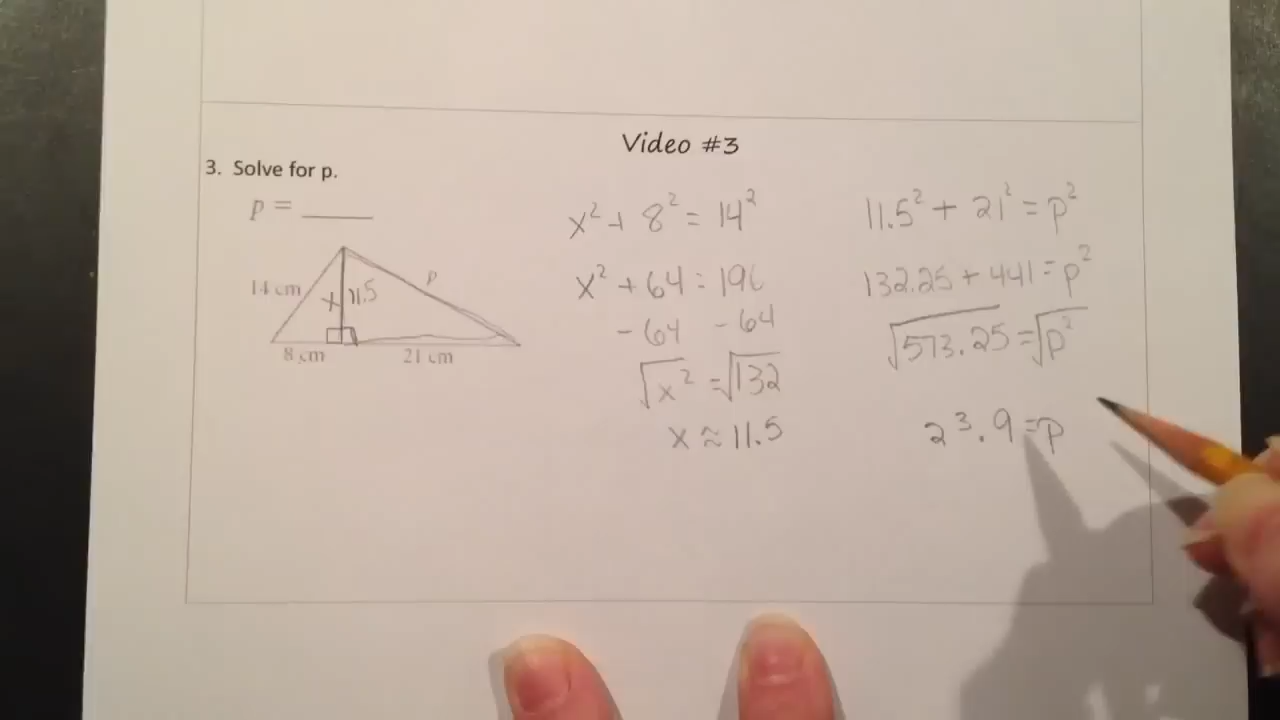 Video #3
3. Solve for p.
p = ____
14 cm
x
11.5
p
8 cm
21 cm
x² + 8² = 14²
x² + 64 = 196
- 64 - 64
√x² = √132
x ≈ 11.5
11.5² + 21² = p²
132.25 + 441 = p²
√573.25 = √p²
23.9 = p